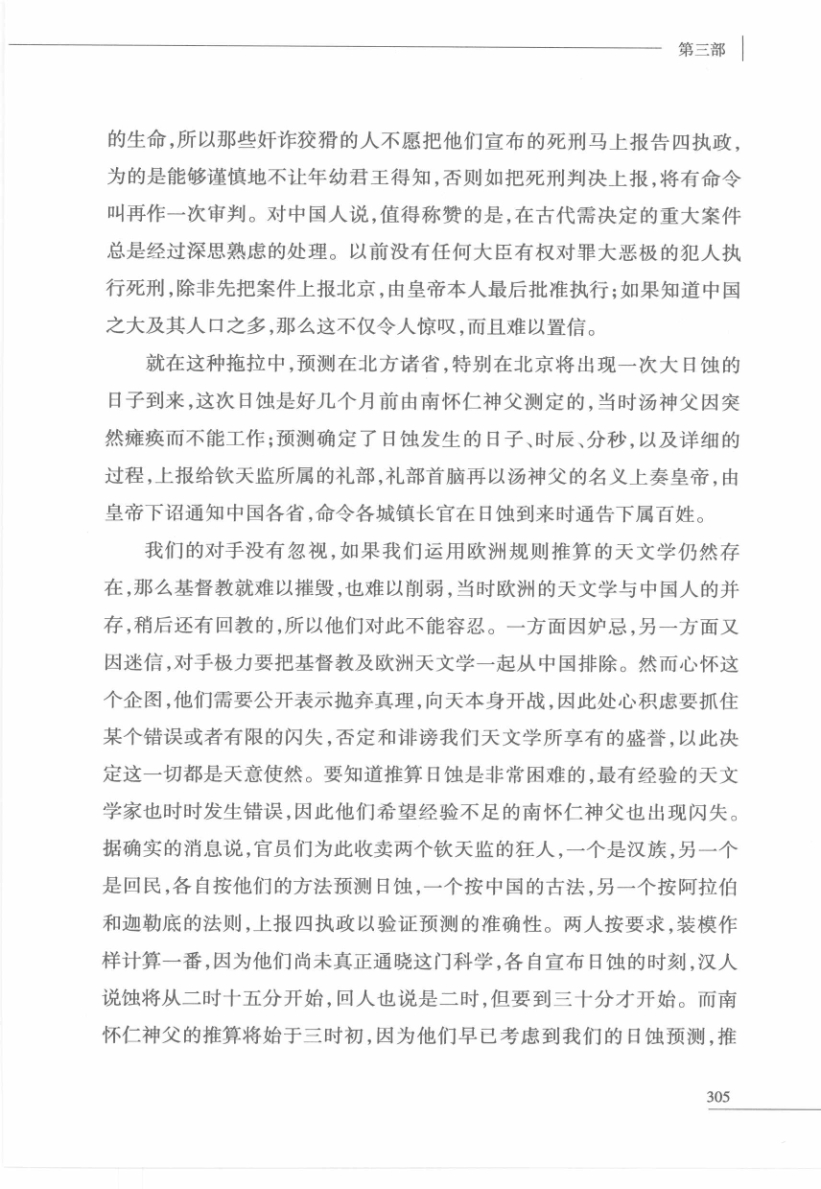 第三部
的生命,所以那些奸诈狡猾的人不愿把他们宣布的死刑马上报告四执政,
为的是能够谨慎地不让年幼君王得知,否则如把死刑判决上报,将有命令
叫再作一次审判。对中国人说,值得称赞的是,在古代需决定的重大案件
总是经过深思熟虑的处理。以前没有任何大臣有权对罪大恶极的犯人执
行死刑,除非先把案件上报北京,由皇帝本人最后批准执行;如果知道中国
之大及其人口之多,那么这不仅令人惊叹,而且难以置信。
就在这种拖拉中,预测在北方诸省,特别在北京将出现一次大日蚀的
日子到来,这次日蚀是好几个月前由南怀仁神父测定的,当时汤神父因突
然瘫痪而不能工作;预测确定了日蚀发生的日子、时辰、分秒,以及详细的
过程,上报给钦天监所属的礼部,礼部首脑再以汤神父的名义上奏皇帝,由
皇帝下诏通知中国各省,命令各城镇长官在日蚀到来时通告下属百姓。
我们的对手没有忽视,如果我们运用欧洲规则推算的天文学仍然存
在,那么基督教就难以摧毁,也难以削弱,当时欧洲的天文学与中国人的并
存,稍后还有回教的,所以他们对此不能容忍。一方面因妒忌,另一方面又
因迷信,对手极力要把基督教及欧洲天文学一起从中国排除。然而心怀这
个企图,他们需要公开表示抛弃真理,向天本身开战,因此处心积虑要抓住
某个错误或者有限的闪失,否定和诽谤我们天文学所享有的盛誉,以此决
定这一切都是天意使然。要知道推算日蚀是非常困难的,最有经验的天文
学家也时时发生错误,因此他们希望经验不足的南怀仁神父也出现闪失。
据确实的消息说,官员们为此收卖两个钦天监的狂人,一个是汉族,另一个
是回民,各自按他们的方法预测日蚀,一个按中国的古法,另一个按阿拉伯
和迦勒底的法则,上报四执政以验证预测的准确性。两人按要求,装模作
样计算一番,因为他们尚未真正通晓这门科学,各自宣布日蚀的时刻,汉人
说蚀将从二时十五分开始,回人也说是二时,但要到三十分才开始。而南
怀仁神父的推算将始于三时初,因为他们早已考虑到我们的日蚀预测,推
305